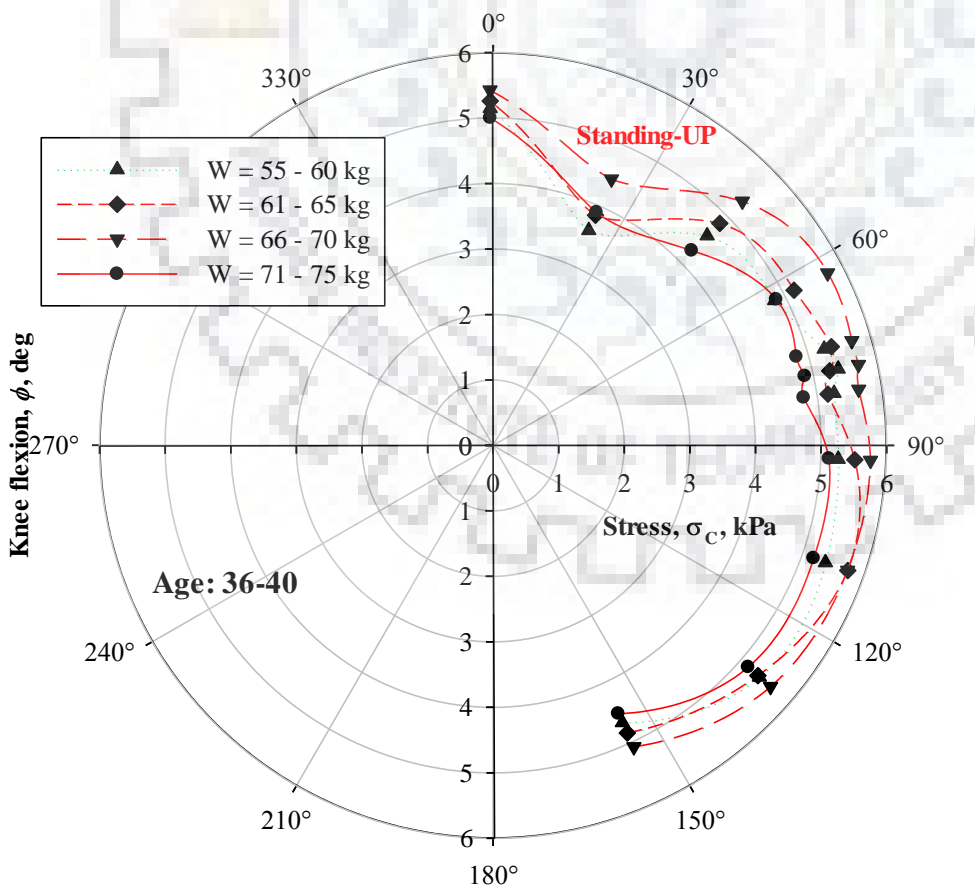 0°
6
330°
30°
5
Standing-UP
W = 55 - 60 kg
W = 61 - 65 kg
W = 66 - 70 kg
W = 71 - 75 kg
4
3
60°
2
1
Knee flexion, ϕ, deg
270°
0
90°
0 1 2 3 4 5 6
1
Stress, σC, kPa
2
Age: 36-40
3
240°
120°
4
5
210°
150°
6
180°